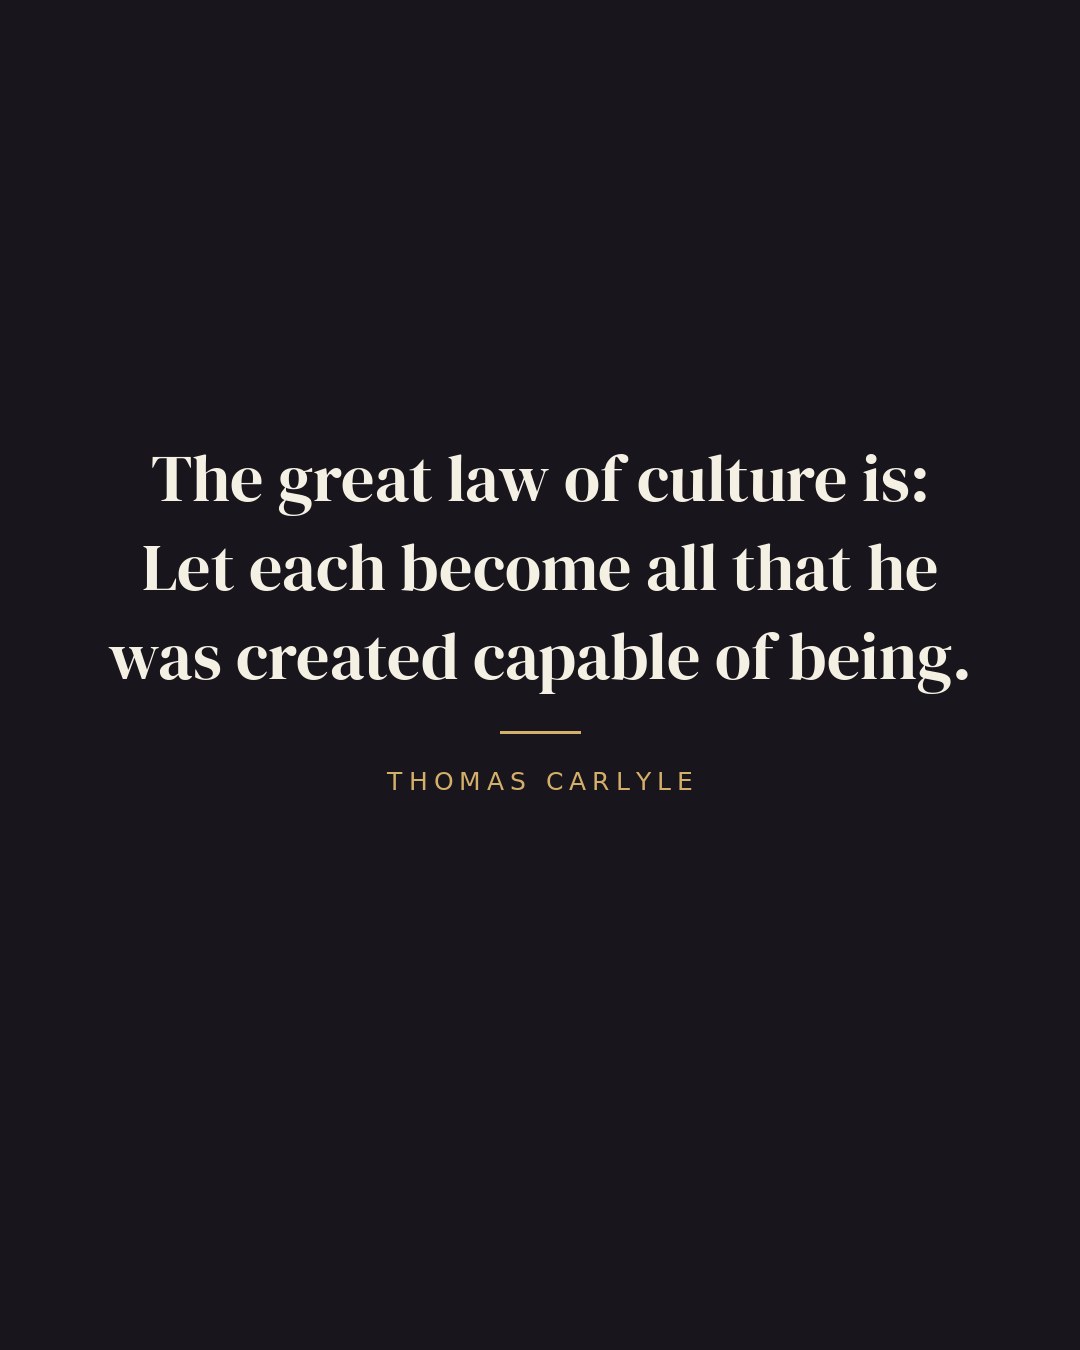 The great law of culture is:
Let each become all that he
was created capable of being.
THOMAS CARLYLE